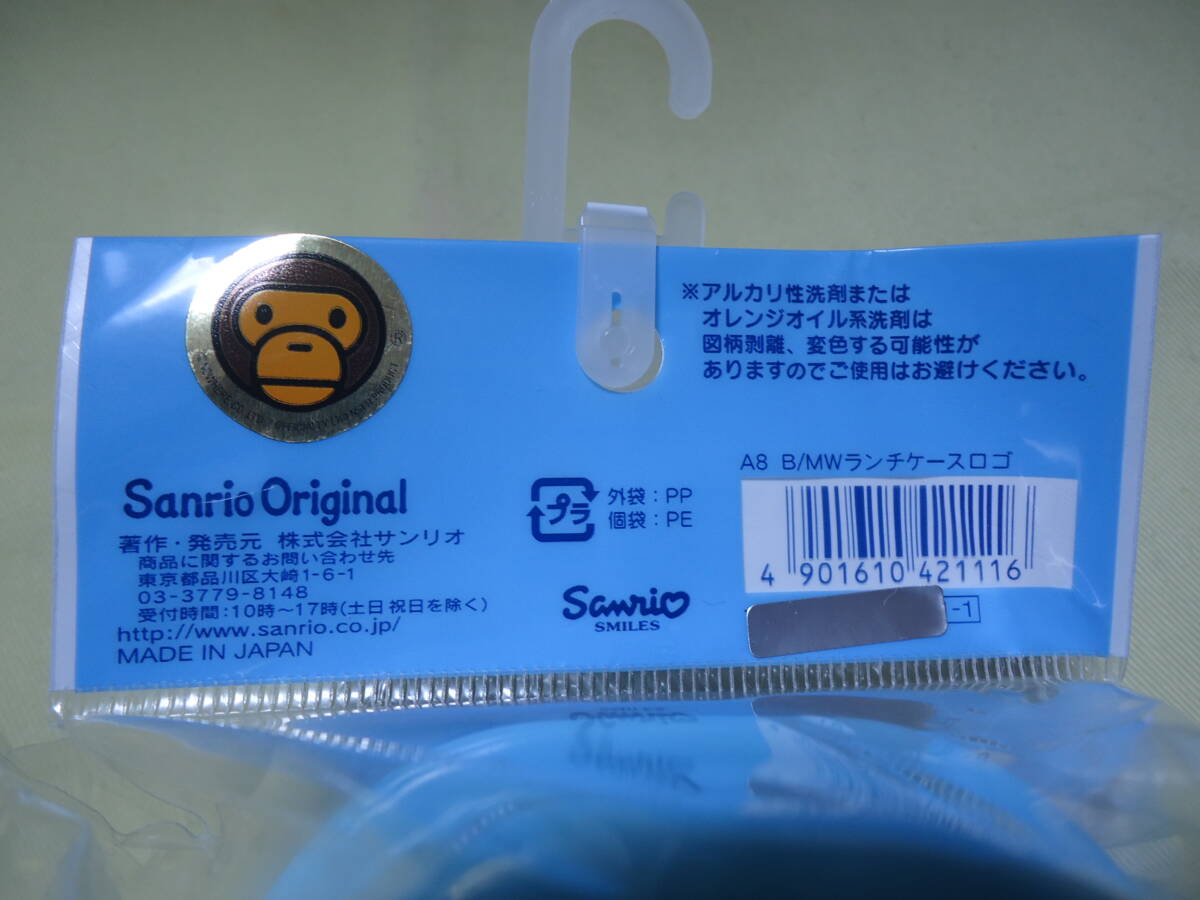 ※アルカリ性洗剤または
オレンジオイル系洗剤は
図柄剥離、変色する可能性が
ありますのでご使用はお避けください。
®
Sanrio Original
著作・発売元 株式会社サンリオ
商品に関するお問い合わせ先
東京都品川区大崎1-6-1
03-3779-8148
受付時間:10時~17時(土日祝日を除く)
http://www.sanrio.co.jp/
MADE IN JAPAN
プラ
外袋:PP
個袋:PE
Sanrio
SMILES
A8 B/MWランチケースロゴ
4 901610 421116
-1